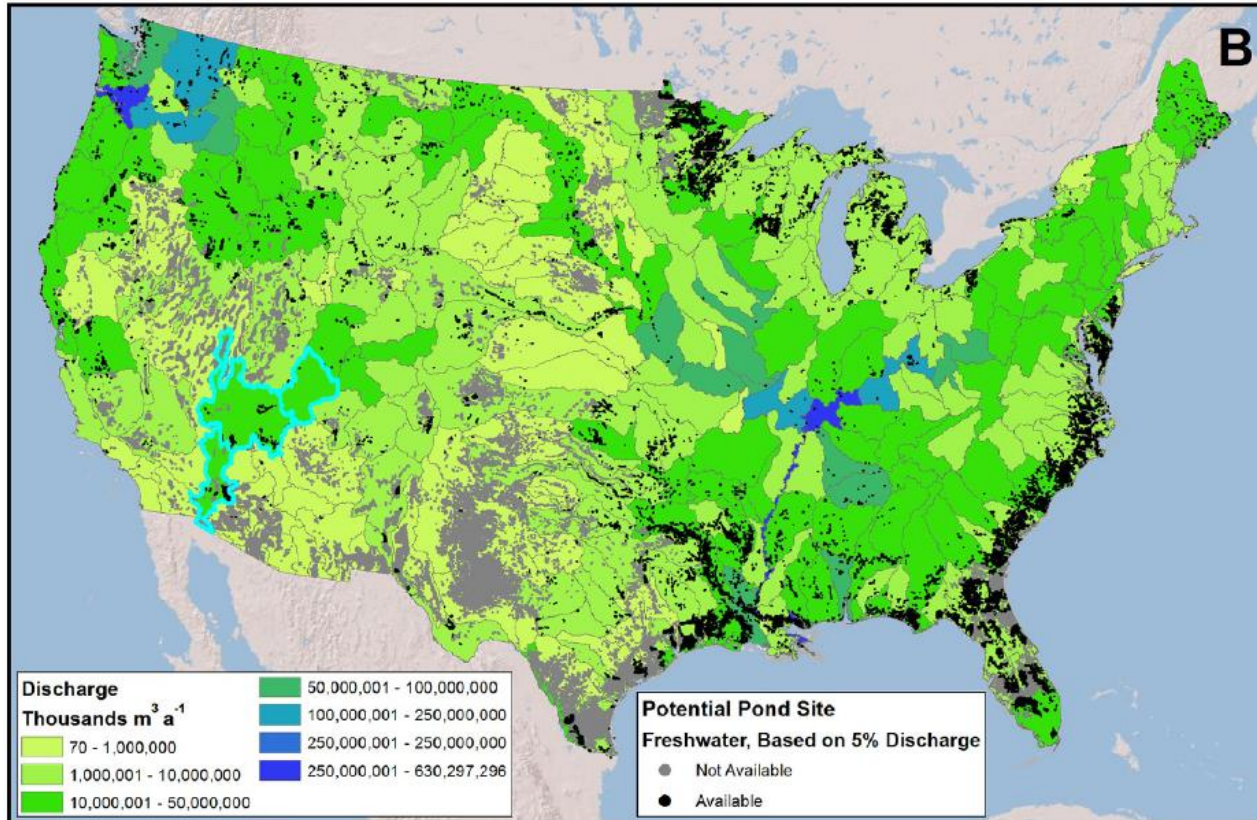 B
Discharge
Thousands m³ a⁻¹
70 - 1,000,000
1,000,001 - 10,000,000
10,000,001 - 50,000,000
50,000,001 - 100,000,000
100,000,001 - 250,000,000
250,000,001 - 250,000,000
250,000,001 - 630,297,296
Potential Pond Site
Freshwater, Based on 5% Discharge
Not Available
Available